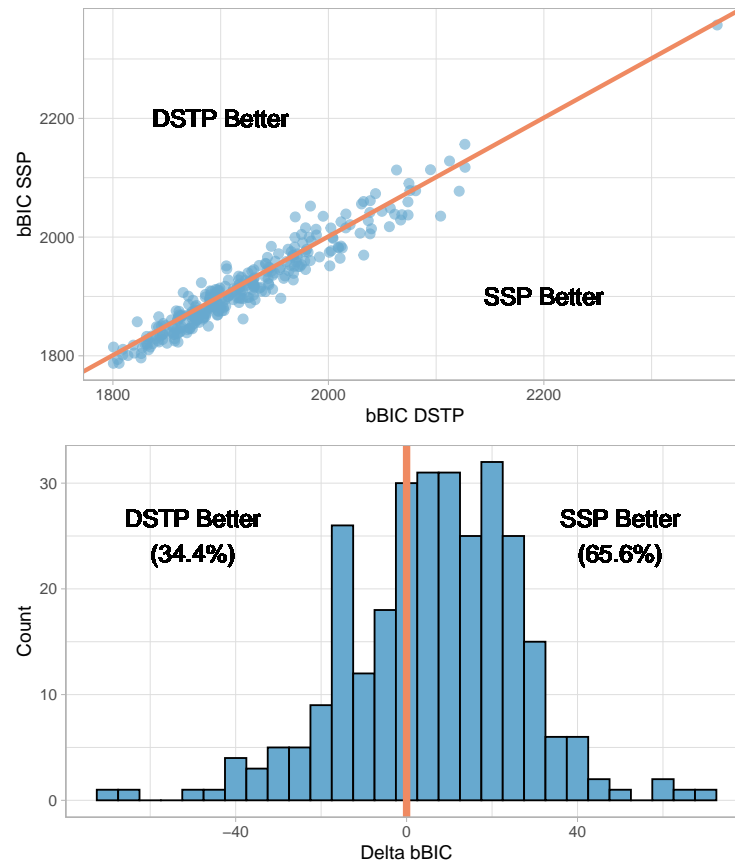 2200
2000
1800
bBIC SSP
DSTP Better
SSP Better
1800
2000
2200
bBIC DSTP
30
20
10
0
Count
DSTP Better
(34.4%)
SSP Better
(65.6%)
−40
0
40
Delta bBIC